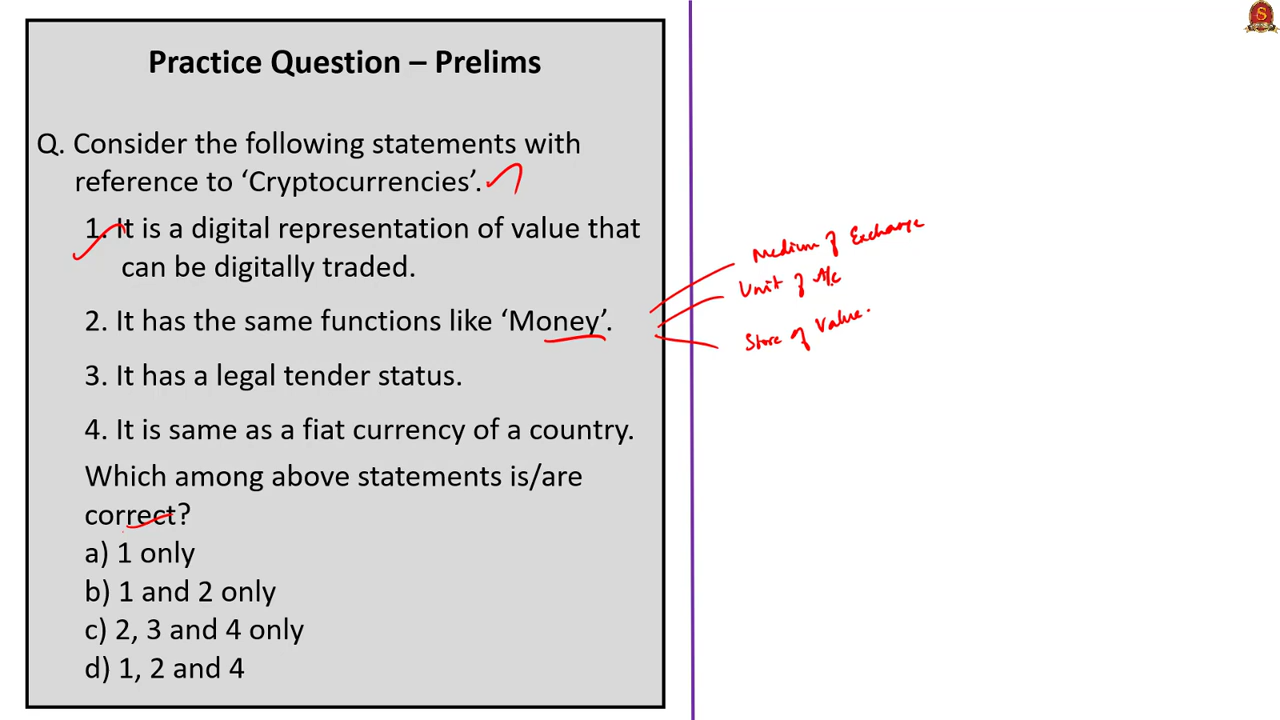 Practice Question – Prelims
Q. Consider the following statements with
reference to ‘Cryptocurrencies’.
1. It is a digital representation of value that
can be digitally traded.
2. It has the same functions like ‘Money’.
3. It has a legal tender status.
4. It is same as a fiat currency of a country.
Which among above statements is/are
correct?
a) 1 only
b) 1 and 2 only
c) 2, 3 and 4 only
d) 1, 2 and 4
Medium of Exchange
Unit of A/c
Store of Value.
S